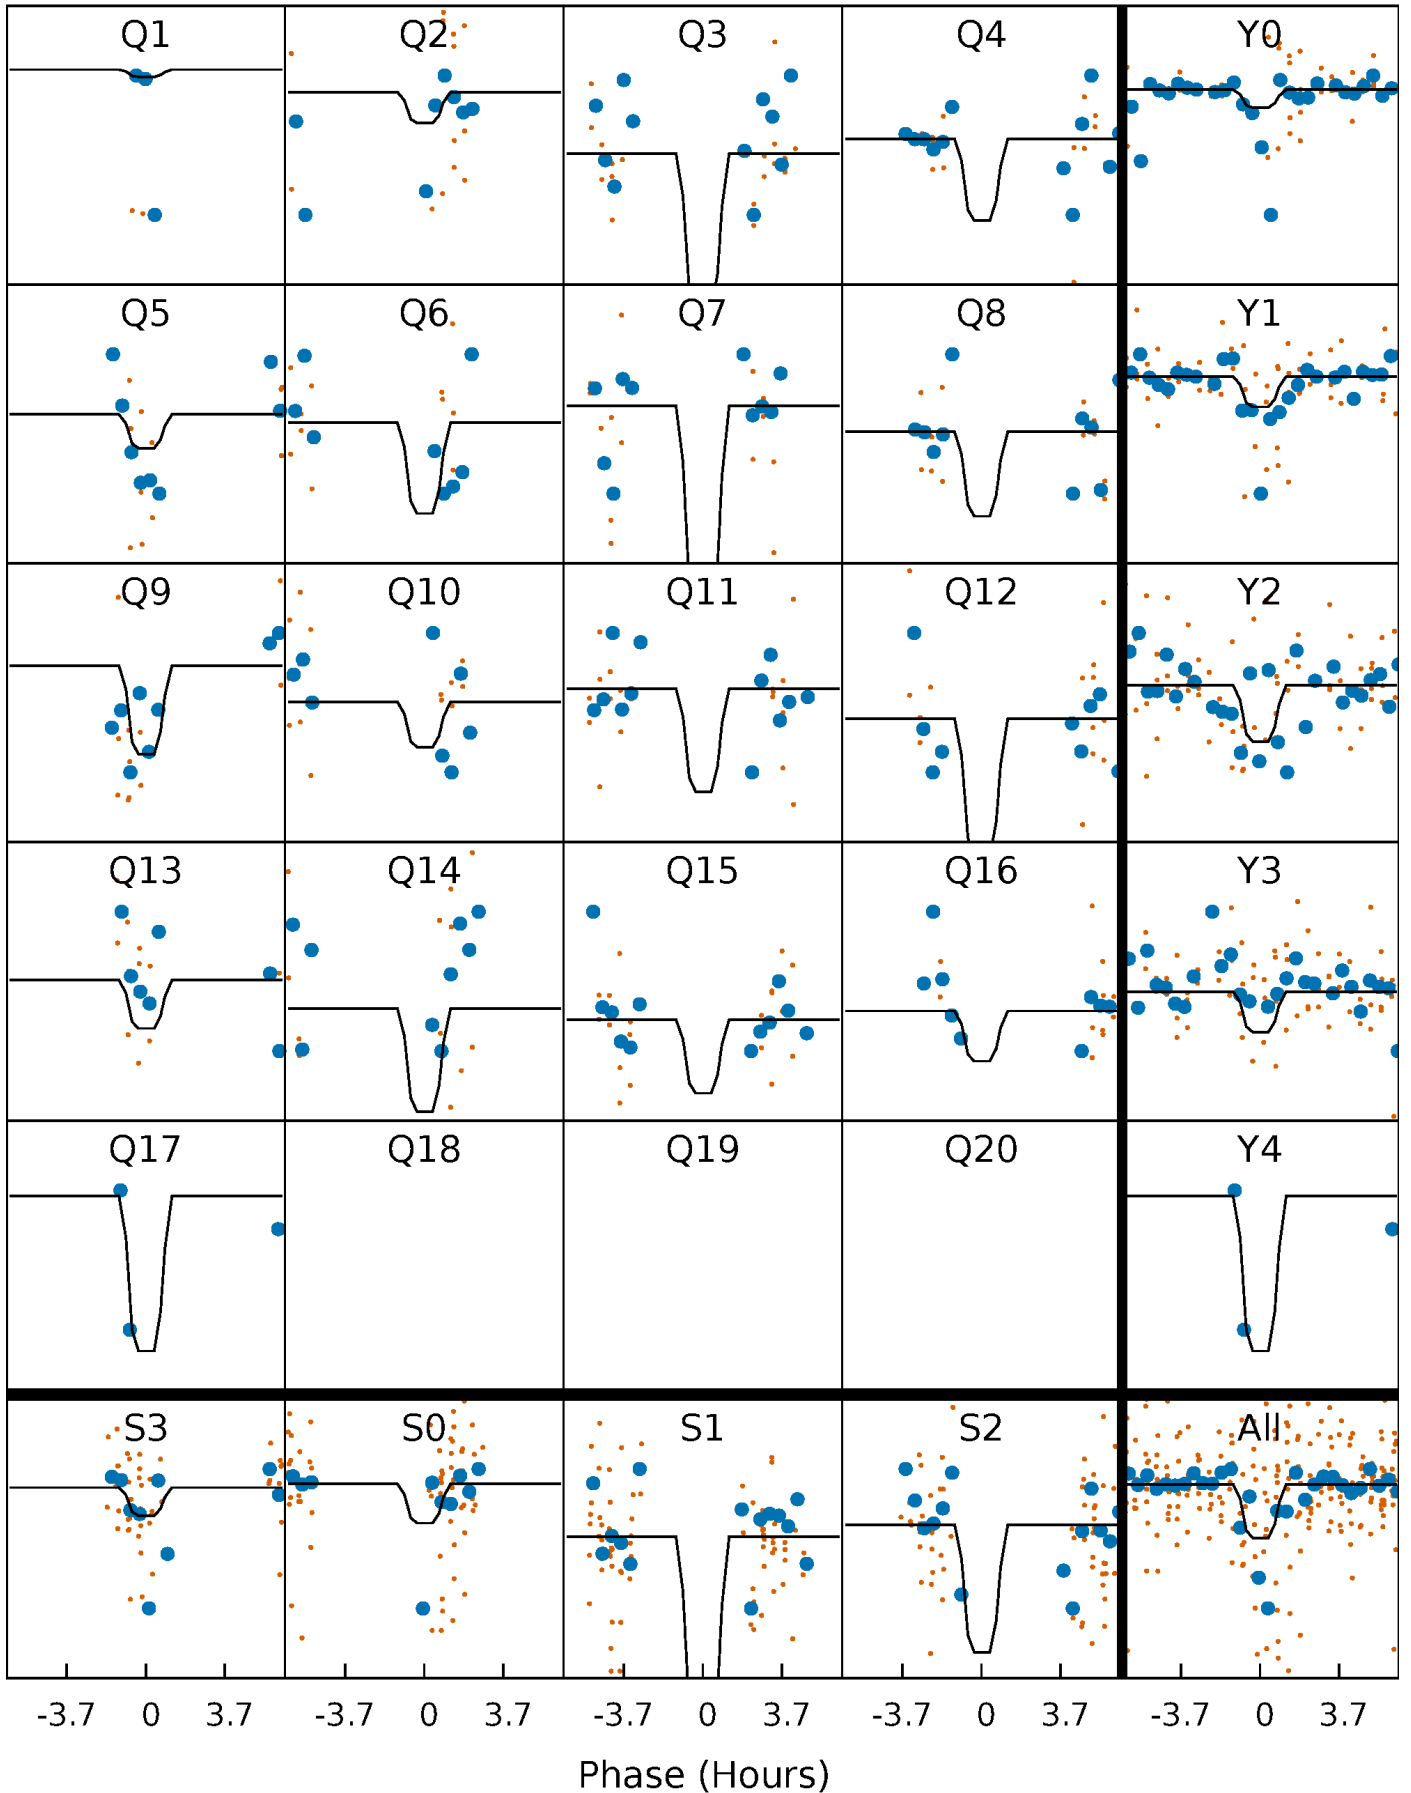 Q1 Q2 Q3 Q4 Y0
Q5 Q6 Q7 Q8 Y1
Q9 Q10 Q11 Q12 Y2
Q13 Q14 Q15 Q16 Y3
Q17 Q18 Q19 Q20 Y4
S3 S0 S1 S2 All
-3.7 0 3.7 -3.7 0 3.7 -3.7 0 3.7 -3.7 0 3.7 -3.7 0 3.7
Phase (Hours)